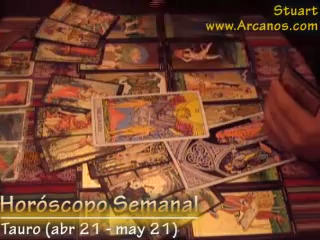 Stuart
www.Arcanos.com
Horóscopo Semanal
Tauro (abr 21 - may 21)